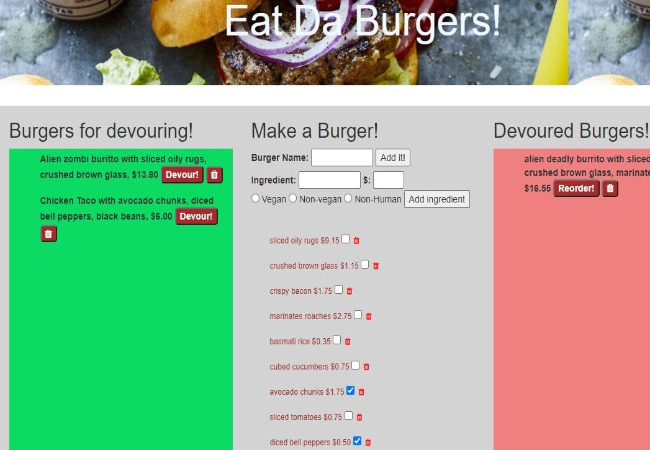 Eat Da Burgers!
Burgers for devouring!
Alien zombi buritto with sliced oily rugs,
crushed brown glass, $13.80 Devour!
Chicken Taco with avocado chunks, diced
bell peppers, black beans, $6.00 Devour!
Make a Burger!
Burger Name: Add it!
Ingredient: $:
Vegan Non-vegan Non-Human Add ingredient
sliced oily rugs $9.15
crushed brown glass $1.15
crispy bacon $1.75
marinates roaches $2.75
basmati rice $0.35
cubed cucumbers $0.75
avocado chunks $1.75
sliced tomatoes $0.75
diced bell peppers $0.50
Devoured Burgers!
alien deadly burrito with sliced
crushed brown glass, marinate
$16.55 Reorder!